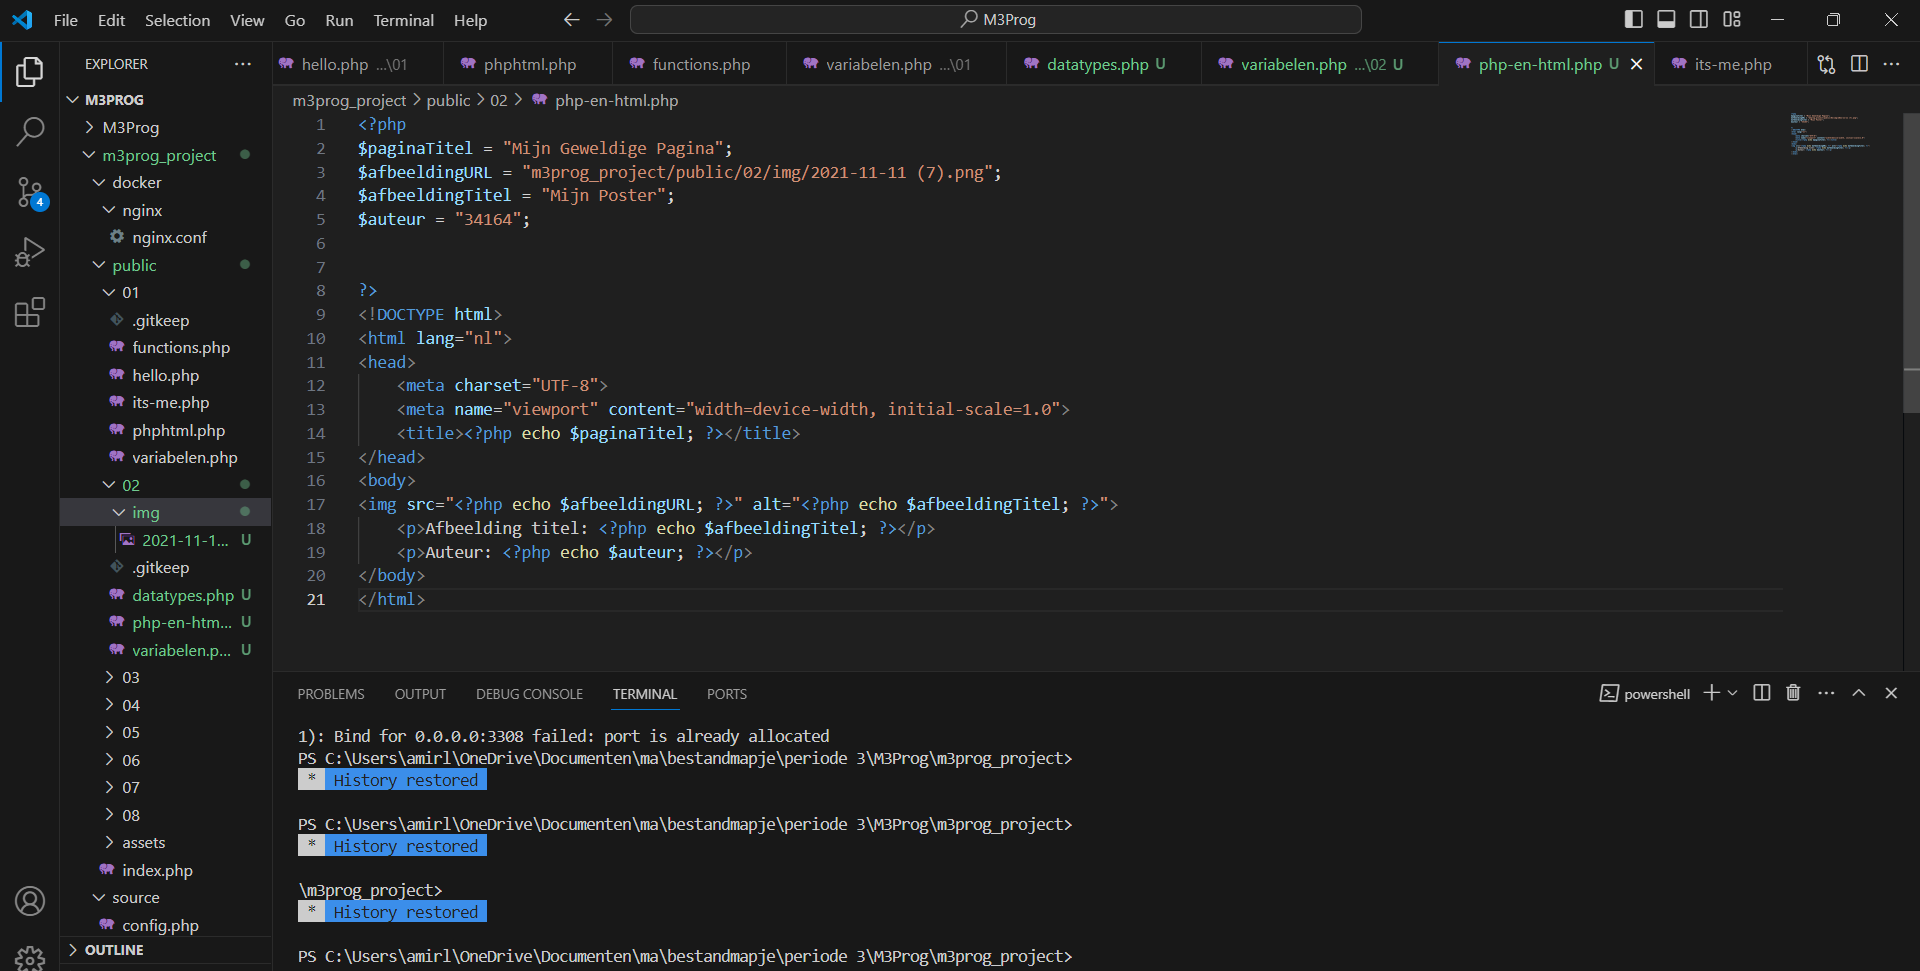 File Edit Selection View Go Run Terminal Help
M3Prog
EXPLORER
M3PROG
M3Prog
m3prog_project
docker
nginx
nginx.conf
public
01
.gitkeep
functions.php
hello.php
its-me.php
phphtml.php
variabelen.php
02
img
2021-11-1... U
.gitkeep
datatypes.php U
php-en-htm... U
variabelen.p... U
03
04
05
06
07
08
assets
index.php
source
config.php
OUTLINE
4
hello.php ...\01 phphtml.php functions.php variabelen.php ...\01 datatypes.php U variabelen.php ...\02 U php-en-html.php U its-me.php
m3prog_project > public > 02 > php-en-html.php
1 <?php
2 $paginaTitel = "Mijn Geweldige Pagina";
3 $afbeeldingURL = "m3prog_project/public/02/img/2021-11-11 (7).png";
4 $afbeeldingTitel = "Mijn Poster";
5 $auteur = "34164";
6
7
8 ?>
9 <!DOCTYPE html>
10 <html lang="nl">
11 <head>
12 <meta charset="UTF-8">
13 <meta name="viewport" content="width=device-width, initial-scale=1.0">
14 <title><?php echo $paginaTitel; ?></title>
15 </head>
16 <body>
17 <img src="<?php echo $afbeeldingURL; ?>" alt="<?php echo $afbeeldingTitel; ?>">
18 <p>Afbeelding titel: <?php echo $afbeeldingTitel; ?></p>
19 <p>Auteur: <?php echo $auteur; ?></p>
20 </body>
21 </html>
PROBLEMS OUTPUT DEBUG CONSOLE TERMINAL PORTS
powershell
1): Bind for 0.0.0.0:3308 failed: port is already allocated
PS C:\Users\amirl\OneDrive\Documenten\ma\bestandmapje\periode 3\M3Prog\m3prog_project>
* History restored
PS C:\Users\amirl\OneDrive\Documenten\ma\bestandmapje\periode 3\M3Prog\m3prog_project>
* History restored
\m3prog_project>
* History restored
PS C:\Users\amirl\OneDrive\Documenten\ma\bestandmapje\periode 3\M3Prog\m3prog_project>